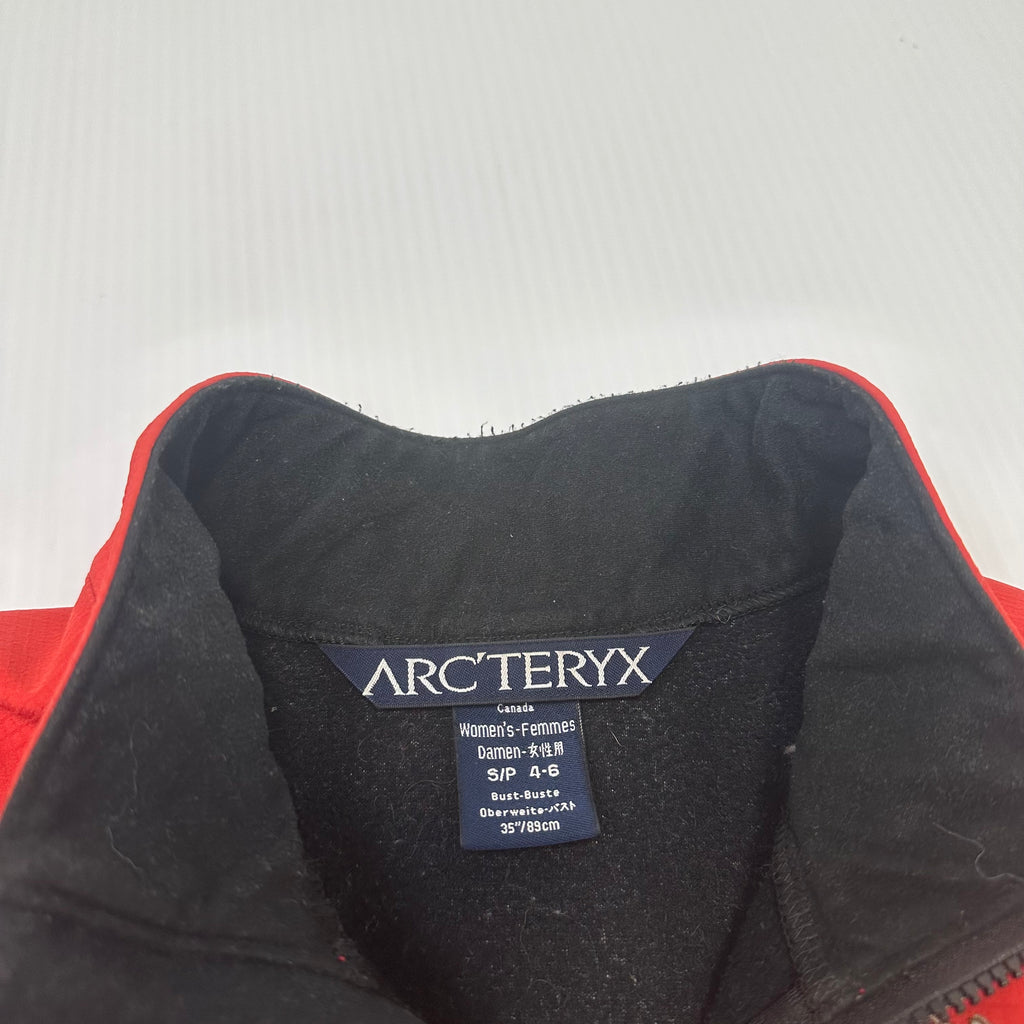 ARC'TERYX
Canada
Women's-Femmes
Damen-女性用
S/P 4-6
Bust-Buste
Oberweite-バスト
35"/89cm